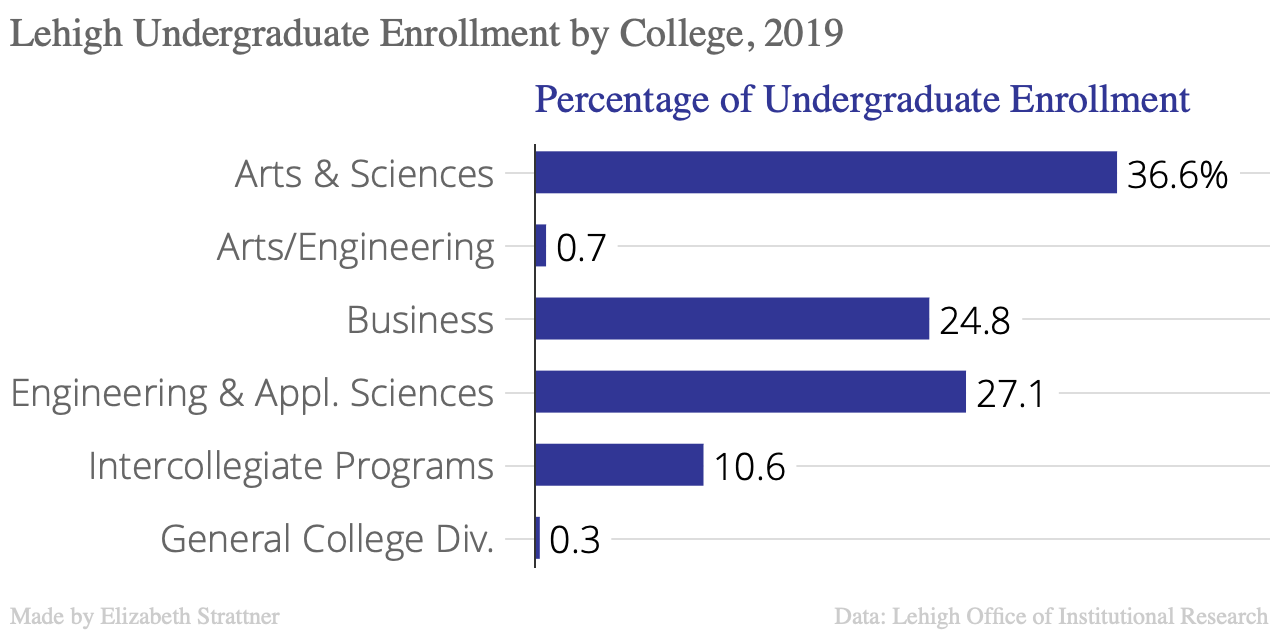 Lehigh Undergraduate Enrollment by College, 2019
Percentage of Undergraduate Enrollment
Arts & Sciences 36.6%
Arts/Engineering 0.7
Business 24.8
Engineering & Appl. Sciences 27.1
Intercollegiate Programs 10.6
General College Div. 0.3
Made by Elizabeth Strattner Data: Lehigh Office of Institutional Research